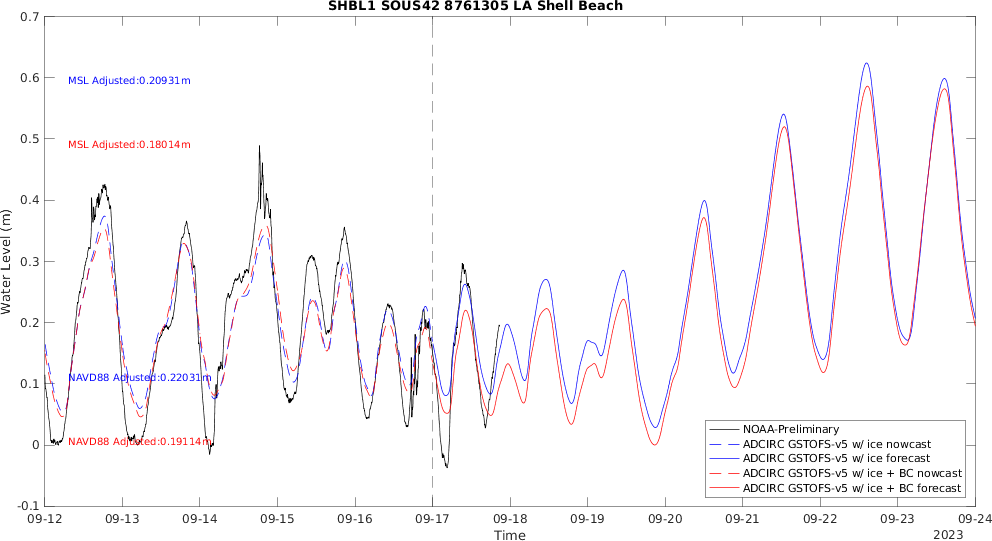 SHBL1 SOUS42 8761305 LA Shell Beach
Water Level (m)
0.7
0.6
0.5
0.4
0.3
0.2
0.1
0
-0.1
MSL Adjusted:0.20931m
MSL Adjusted:0.18014m
NAVD88 Adjusted:0.22031m
NAVD88 Adjusted:0.19114m
NOAA-Preliminary
ADCIRC GSTOFS-v5 w/ ice nowcast
ADCIRC GSTOFS-v5 w/ ice forecast
ADCIRC GSTOFS-v5 w/ ice + BC nowcast
ADCIRC GSTOFS-v5 w/ ice + BC forecast
09-12 09-13 09-14 09-15 09-16 09-17 09-18 09-19 09-20 09-21 09-22 09-23 09-24
Time
2023